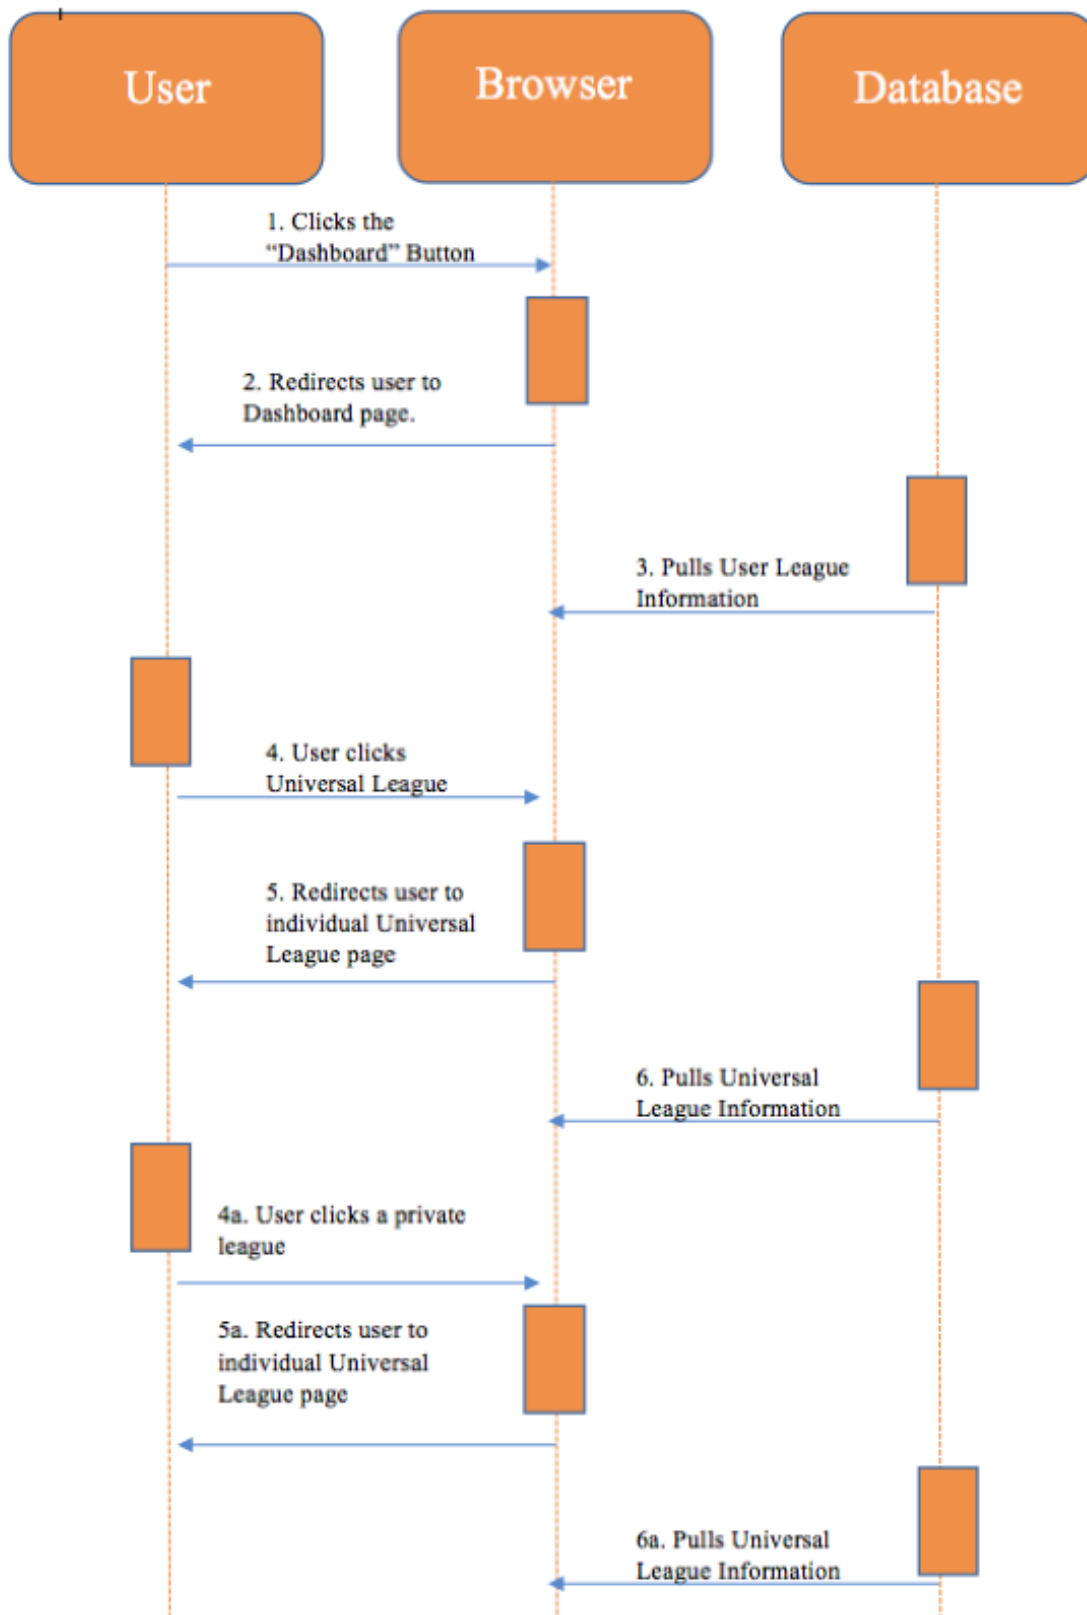 User
Browser
Database
1. Clicks the
“Dashboard” Button
2. Redirects user to
Dashboard page.
3. Pulls User League
Information
4. User clicks
Universal League
5. Redirects user to
individual Universal
League page
6. Pulls Universal
League Information
4a. User clicks a private
league
5a. Redirects user to
individual Universal
League page
6a. Pulls Universal
League Information